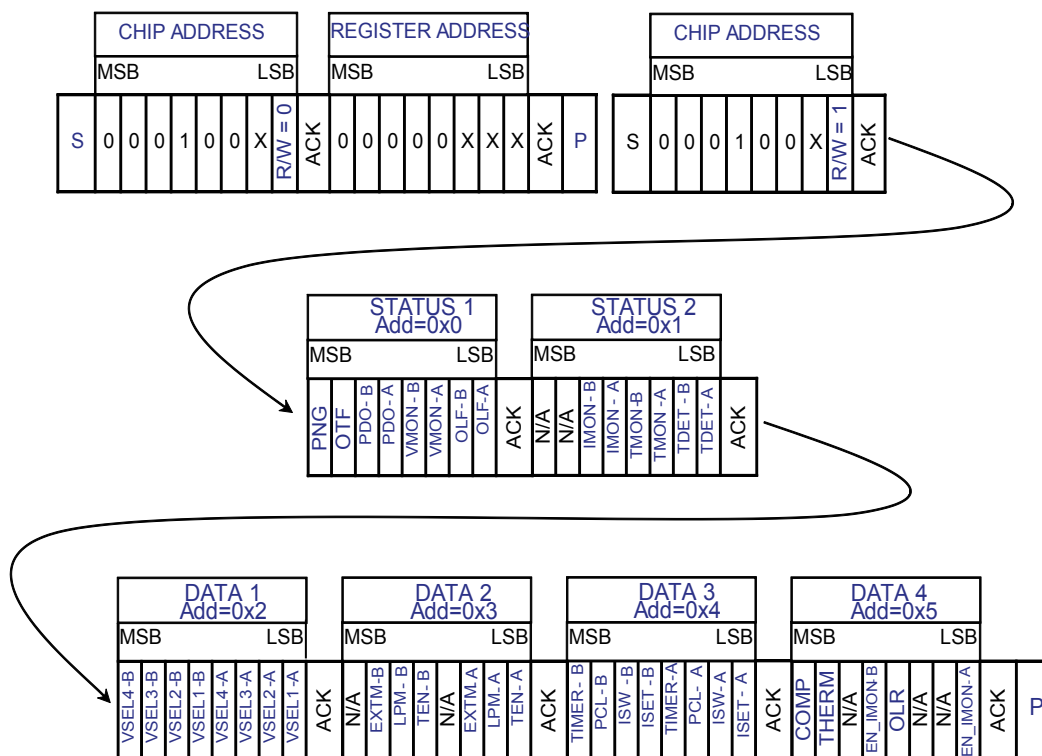 CHIP ADDRESS REGISTER ADDRESS CHIP ADDRESS
MSB LSB MSB LSB MSB LSB
S 0 0 0 1 0 0 X R/W = 0 ACK 0 0 0 0 0 X X X ACK P S 0 0 0 1 0 0 X R/W = 1 ACK
STATUS 1 STATUS 2
Add=0x0 Add=0x1
MSB LSB MSB LSB
PNG OTF PDO- B PDO- A VMON - B VMON -A OLF- B OLF-A ACK N/A N/A IMON - B IMON - A TMON-B TMON -A TDET - B TDET- A ACK
DATA 1 DATA 2 DATA 3 DATA 4
Add=0x2 Add=0x3 Add=0x4 Add=0x5
MSB LSB MSB LSB MSB LSB MSB LSB
VSEL4-B VSEL3-B VSEL2-B VSEL1-B VSEL4-A VSEL3-A VSEL2-A VSEL1-A ACK N/A EXTM-B LPM - B TEN- B N/A EXTM-A LPM-A TEN- A ACK TIMER- B PCL- B ISW -B ISET- B TIMER-A PCL- A ISW-A ISET - A ACK COMP THERM N/A EN_IMON-B OLR N/A N/A EN_IMON- A ACK P